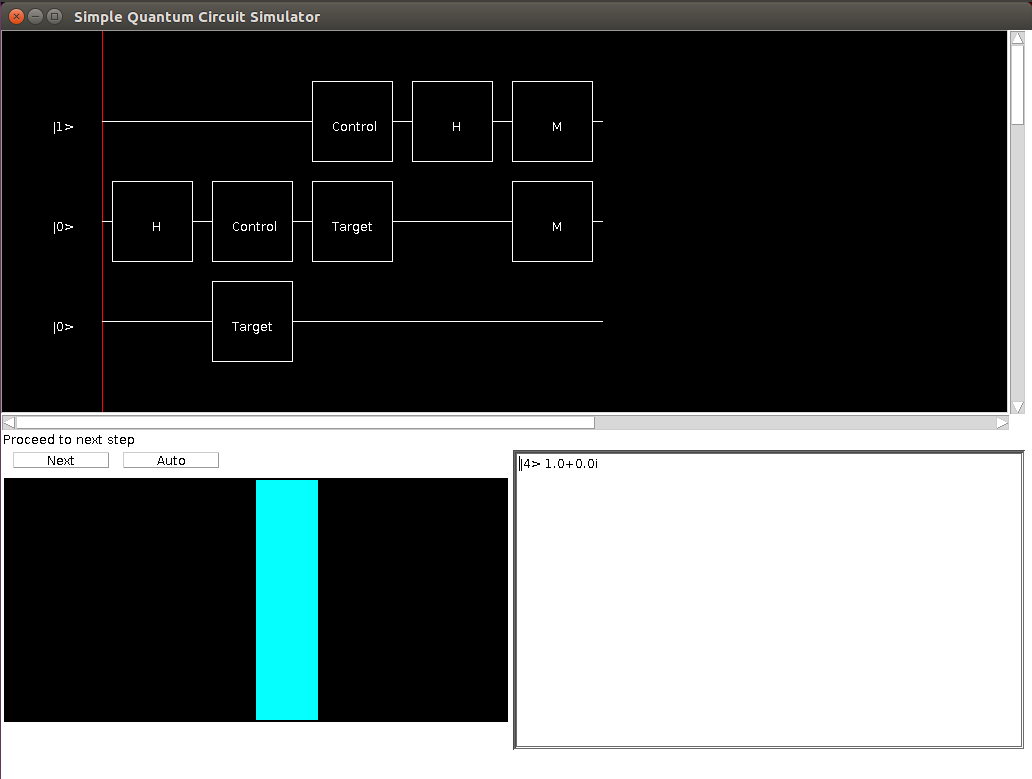 Simple Quantum Circuit Simulator
|1> Control H M
|0> H Control Target M
|0> Target
Proceed to next step
Next Auto
|4> 1.0+0.0i